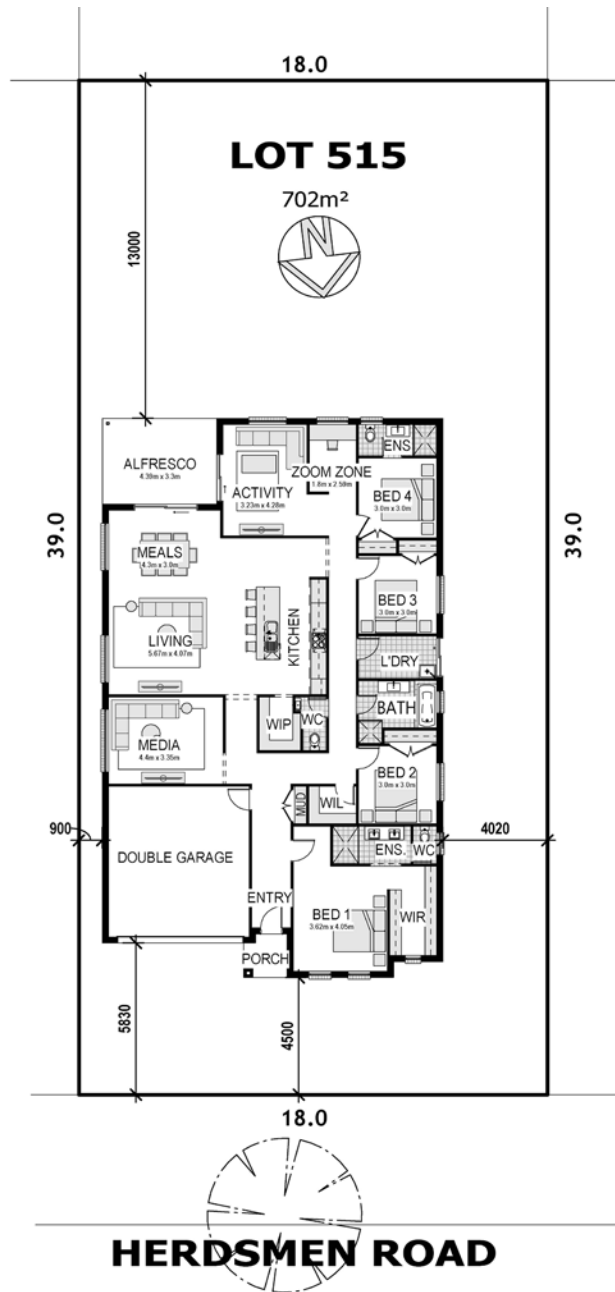 18.0
LOT 515
702m²
N
13000
39.0
39.0
ALFRESCO
4.39m x 3.3m
ACTIVITY
3.23m x 4.28m
ZOOM ZONE
1.8m x 2.58m
ENS
BED 4
3.0m x 3.0m
MEALS
14.3m x 3.0m
BED 3
3.0m x 3.0m
KITCHEN
LIVING
5.67m x 4.07m
L'DRY
BATH
WIP
WC
MEDIA
4.4m x 3.35m
BED 2
3.0m x 3.0m
MUD
WIL
900
4020
DOUBLE GARAGE
ENS.
WC
ENTRY
BED 1
3.62m x 4.05m
WIR
PORCH
5830
4500
18.0
HERDSMEN ROAD